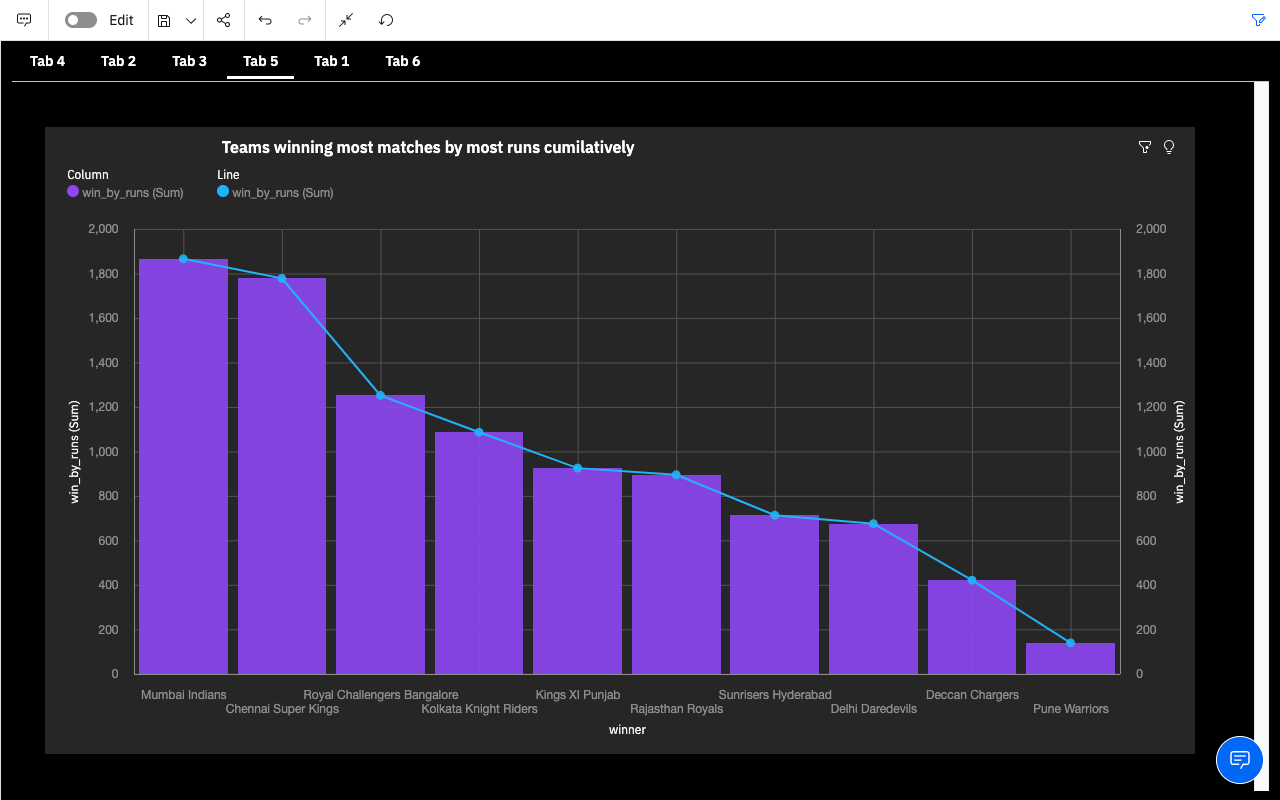 Edit
Tab 4 Tab 2 Tab 3 Tab 5 Tab 1 Tab 6
Teams winning most matches by most runs cumilatively
Column Line
win_by_runs (Sum) win_by_runs (Sum)
2,000 2,000
1,800 1,800
1,600 1,600
1,400 1,400
1,200 1,200
1,000 1,000
800 800
600 600
400 400
200 200
0 0
win_by_runs (Sum)
win_by_runs (Sum)
Mumbai Indians Royal Challengers Bangalore Kings XI Punjab Sunrisers Hyderabad Deccan Chargers
Chennai Super Kings Kolkata Knight Riders Rajasthan Royals Delhi Daredevils Pune Warriors
winner